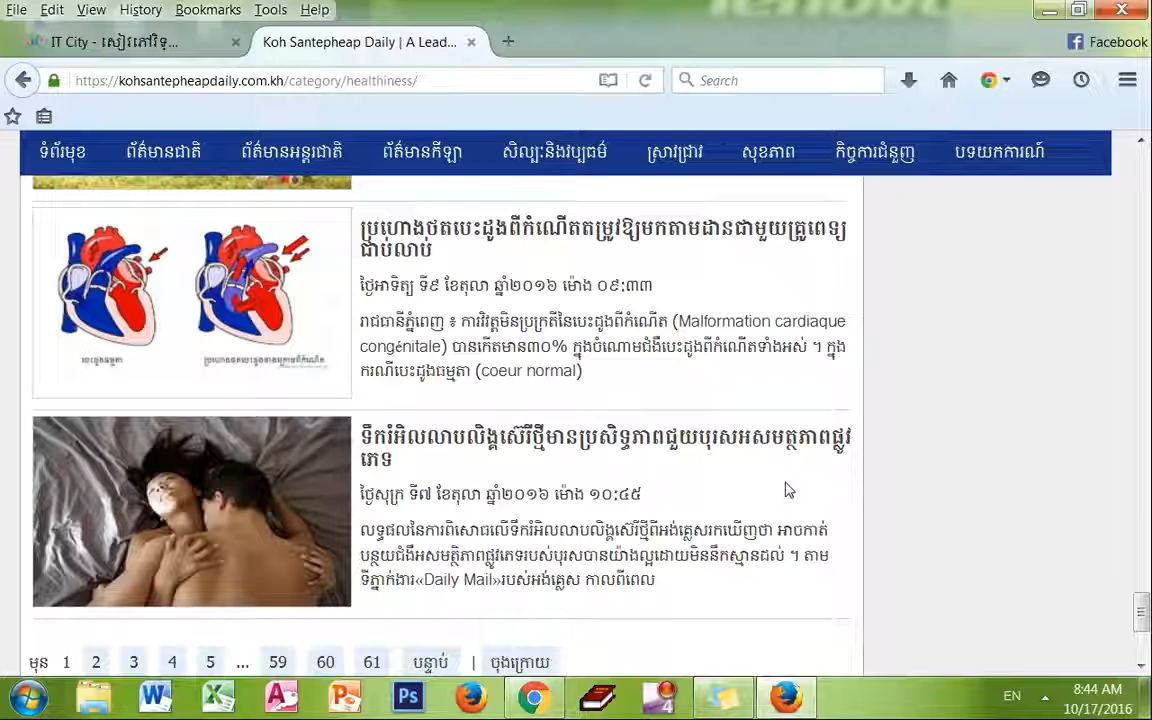 File Edit View History Bookmarks Tools Help
IT City - សៀវភៅវិទ្...
Koh Santepheap Daily | A Lead...
Facebook
https://kohsantepheapdaily.com.kh/category/healthiness/
Search
ទំព័រមុខ ព័ត៌មានជាតិ ព័ត៌មានអន្តរជាតិ ព័ត៌មានកីឡា សិល្បៈនិងវប្បធម៌ ស្រាវជ្រាវ សុខភាព កិច្ចការជំនួញ បទយកការណ៍
ប្រហោងថតបេះដូងពីកំណើតតម្រូវឱ្យមកតាមដានជាមួយគ្រូពេទ្យ
ជាប់លាប់
ថ្ងៃអាទិត្យ ទី៩ ខែតុលា ឆ្នាំ២០១៦ ម៉ោង ០៩:៣៣
រាជធានីភ្នំពេញ ៖ ការវិវត្តមិនប្រក្រតីនៃបេះដូងពីកំណើត (Malformation cardiaque
congénitale) បានកើតមាន៣០% ក្នុងចំណោមជំងឺបេះដូងពីកំណើតទាំងអស់ ។ ក្នុង
ករណីបេះដូងធម្មតា (coeur normal)
បេះដូងធម្មតា
ទឹករំអិលលាបលិង្គស៊េរីថ្មីមានប្រសិទ្ធភាពជួយបុរសអសមត្ថភាពផ្លូវ
ភេទ
ថ្ងៃសុក្រ ទី៧ ខែតុលា ឆ្នាំ២០១៦ ម៉ោង ១០:៤៥
លទ្ធផលនៃការពិសោធលើទឹករំអិលលាបលិង្គស៊េរីថ្មីពីអង់គ្លេសរកឃើញថា អាចកាត់
បន្ថយជំងឺអសមត្ថិភាពផ្លូវភេទរបស់បុរសបានយ៉ាងល្អដោយមិននឹកស្មានដល់ ។ តាម
ទីភ្នាក់ងារ«Daily Mail»របស់អង់គ្លេស កាលពីពេល
មុន 1 2 3 4 5 ... 59 60 61 បន្ទាប់ | ចុងក្រោយ
EN
8:44 AM
10/17/2016